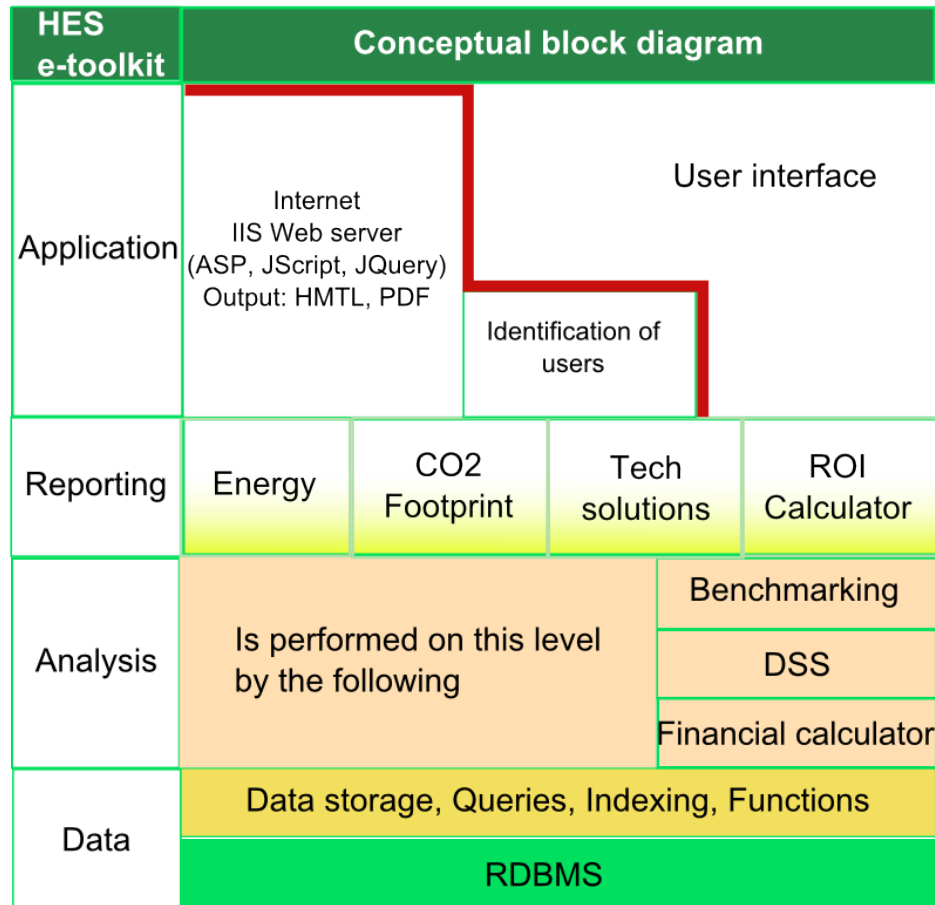 HES
e-toolkit
Conceptual block diagram
Application
Internet
IIS Web server
(ASP, JScript, JQuery)
Output: HMTL, PDF
User interface
Identification of
users
Reporting
Energy
CO2
Footprint
Tech
solutions
ROI
Calculator
Analysis
Is performed on this level
by the following
Benchmarking
DSS
Financial calculator
Data
Data storage, Queries, Indexing, Functions
RDBMS